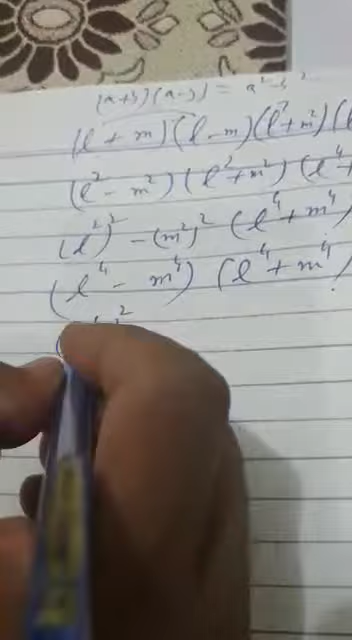 (a+b)(a-b) = a²-b²
(l + m)(l - m)(l²+m²)(l
(l² - m²)(l²+m²)(l⁴+
(l²)² - (m²)² (l⁴+m⁴)
(l⁴ - m⁴) (l⁴+m⁴)